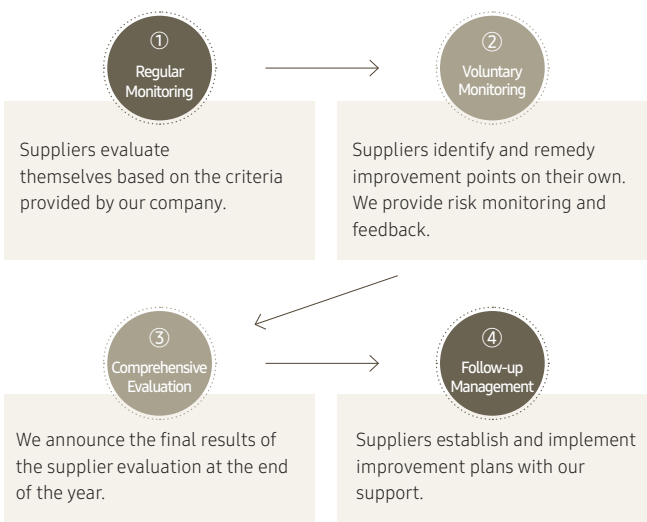 ①
Regular
Monitoring
Suppliers evaluate
themselves based on the criteria
provided by our company.
②
Voluntary
Monitoring
Suppliers identify and remedy
improvement points on their own.
We provide risk monitoring and
feedback.
③
Comprehensive
Evaluation
We announce the final results of
the supplier evaluation at the end
of the year.
④
Follow-up
Management
Suppliers establish and implement
improvement plans with our
support.